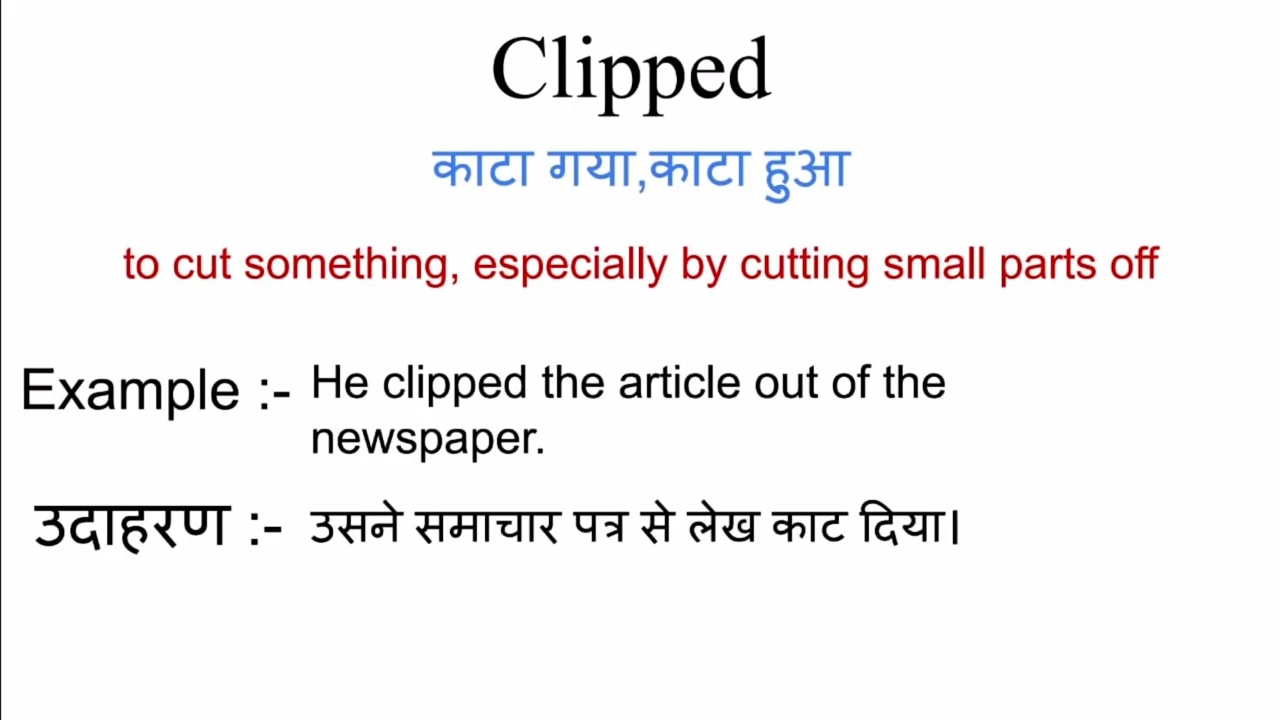 Clipped
काटा गया,काटा हुआ
to cut something, especially by cutting small parts off
Example :- He clipped the article out of the
newspaper.
उदाहरण :- उसने समाचार पत्र से लेख काट दिया।